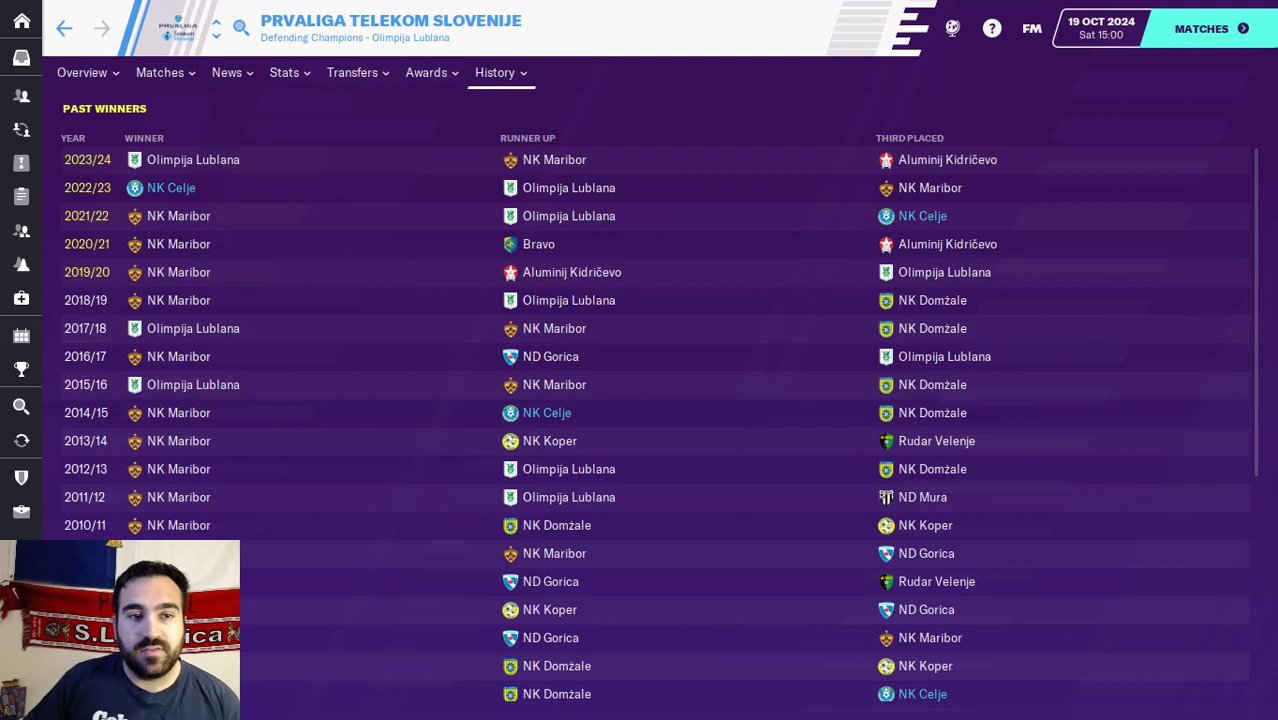 PRVALIGA TELEKOM SLOVENIJE
Defending Champions - Olimpija Lublana
? FM 19 OCT 2024
Sat 15:00
MATCHES
Overview Matches News Stats Transfers Awards History
PAST WINNERS
YEAR WINNER RUNNER UP THIRD PLACED
2023/24 Olimpija Lublana NK Maribor Aluminij Kidričevo
2022/23 NK Celje Olimpija Lublana NK Maribor
2021/22 NK Maribor Olimpija Lublana NK Celje
2020/21 NK Maribor Bravo Aluminij Kidričevo
2019/20 NK Maribor Aluminij Kidričevo Olimpija Lublana
2018/19 NK Maribor Olimpija Lublana NK Domžale
2017/18 Olimpija Lublana NK Maribor NK Domžale
2016/17 NK Maribor ND Gorica Olimpija Lublana
2015/16 Olimpija Lublana NK Maribor NK Domžale
2014/15 NK Maribor NK Celje NK Domžale
2013/14 NK Maribor NK Koper Rudar Velenje
2012/13 NK Maribor Olimpija Lublana NK Domžale
2011/12 NK Maribor Olimpija Lublana ND Mura
2010/11 NK Maribor NK Domžale NK Koper
NK Maribor ND Gorica
ND Gorica Rudar Velenje
NK Koper ND Gorica
ND Gorica NK Maribor
NK Domžale NK Koper
NK Domžale NK Celje